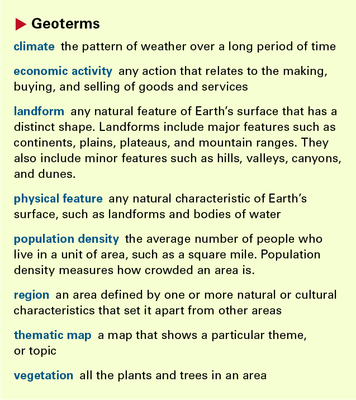 Geoterms
climate the pattern of weather over a long period of time
economic activity any action that relates to the making,
buying, and selling of goods and services
landform any natural feature of Earth's surface that has a
distinct shape. Landforms include major features such as
continents, plains, plateaus, and mountain ranges. They
also include minor features such as hills, valleys, canyons,
and dunes.
physical feature any natural characteristic of Earth's
surface, such as landforms and bodies of water
population density the average number of people who
live in a unit of area, such as a square mile. Population
density measures how crowded an area is.
region an area defined by one or more natural or cultural
characteristics that set it apart from other areas
thematic map a map that shows a particular theme,
or topic
vegetation all the plants and trees in an area